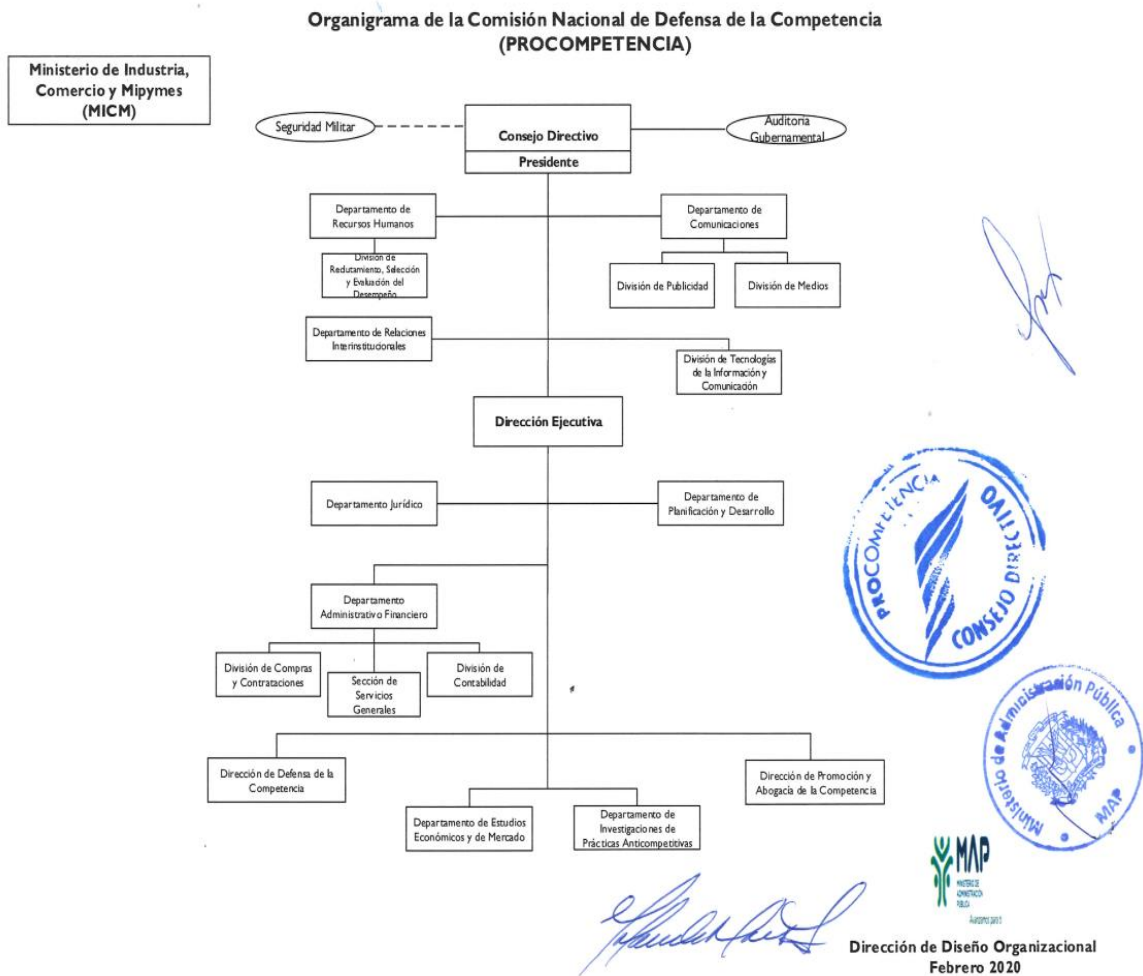 Organigrama de la Comisión Nacional de Defensa de la Competencia
(PROCOMPETENCIA)
Ministerio de Industria,
Comercio y Mipymes
(MICM)
Seguridad Militar
Consejo Directivo
Presidente
Auditoria
Gubernamental
Departamento de
Recursos Humanos
Departamento de
Comunicaciones
División de
Reclutamiento, Selección
y Evaluación del
Desempeño
División de Publicidad
División de Medios
Departamento de Relaciones
Interinstitucionales
División de Tecnologías
de la Información y
Comunicación
Dirección Ejecutiva
Departamento Jurídico
Departamento de
Planificación y Desarrollo
Departamento
Administrativo Financiero
División de Compras
y Contrataciones
Sección de
Servicios
Generales
División de
Contabilidad
Dirección de Defensa de la
Competencia
Dirección de Promoción y
Abogacía de la Competencia
Departamento de Estudios
Económicos y de Mercado
Departamento de
Investigaciones de
Prácticas Anticompetitivas
PROCOMPETENCIA
CONSEJO DIRECTIVO
Ministerio de Administración Pública
MAP
MAP
MINISTERIO DE
ADMINISTRACIÓN
PÚBLICA
Dirección de Diseño Organizacional
Febrero 2020